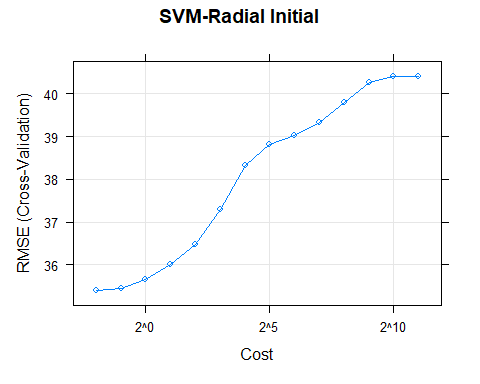 SVM-Radial Initial
RMSE (Cross-Validation)
40
39
38
37
36
2^0 2^5 2^10
Cost